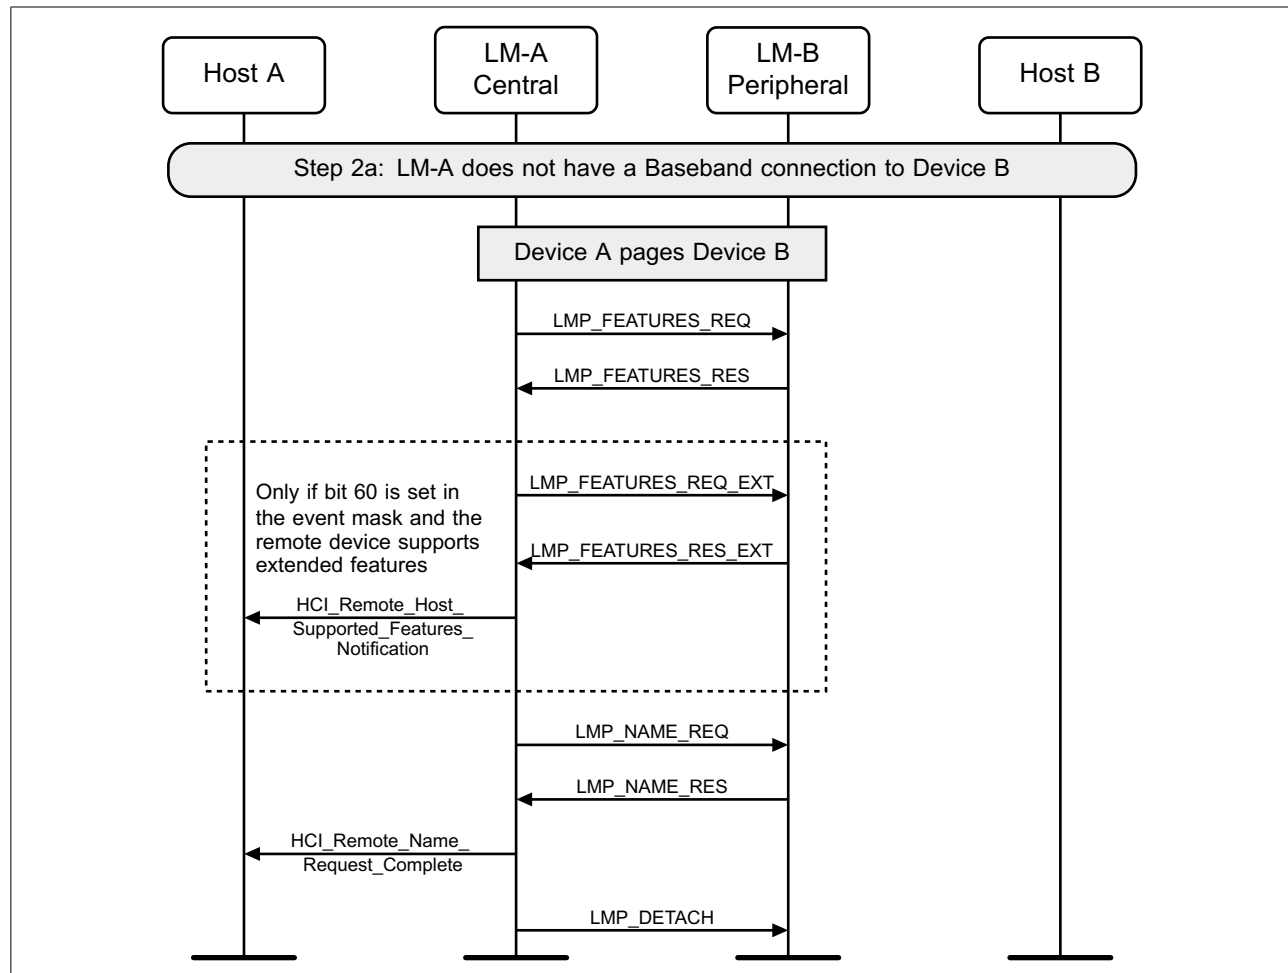 Host A
LM-A
Central
LM-B
Peripheral
Host B
Step 2a: LM-A does not have a Baseband connection to Device B
Device A pages Device B
LMP_FEATURES_REQ
LMP_FEATURES_RES
Only if bit 60 is set in
the event mask and the
remote device supports
extended features
LMP_FEATURES_REQ_EXT
LMP_FEATURES_RES_EXT
HCI_Remote_Host_
Supported_Features_
Notification
LMP_NAME_REQ
LMP_NAME_RES
HCI_Remote_Name_
Request_Complete
LMP_DETACH